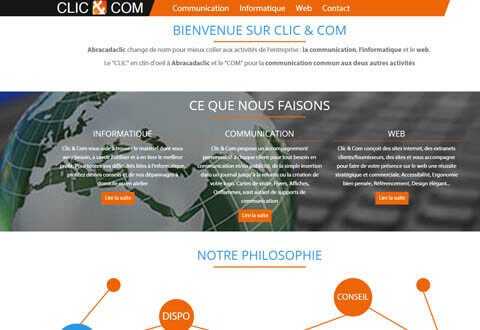 CLIC & COM
Communication Informatique Web Contact
BIENVENUE SUR CLIC & COM
Abracadaclic change de nom pour mieux coller aux activités de l'entreprise : la communication, l'informatique et le web.
Le "CLIC" en clin d'oeil à Abracadaclic et le "COM" pour la communication commun aux deux autres activités
CE QUE NOUS FAISONS
INFORMATIQUE
Clic & Com vous aide à trouver le matériel dont vous
avez besoin, à savoir l'utiliser et à en tirer le meilleur
profit. Pour toutes vos difficultés liées à l'informatique,
profitez de nos conseils et de nos dépannages à
domicile ou en atelier
Lire la suite
COMMUNICATION
Clic & Com propose un accompagnement
personnalisé à chaque client pour tout besoin en
communication et/ou publicité, de la simple insertion
dans un journal jusqu'à la refonte ou la création de
votre logo. Cartes de visite, Flyers, Affiches,
Oriflammes, sont autant de supports de
communication
Lire la suite
WEB
Clic & Com conçoit des sites internet, des extranets
clients/fournisseurs, des sites et vous accompagne
pour faire de votre présence sur le web une réussite
stratégique et commerciale. Accessibilité, Ergonomie
bien pensée, Référencement, Design élégant...
Lire la suite
NOTRE PHILOSOPHIE
CONSEIL
DISPO